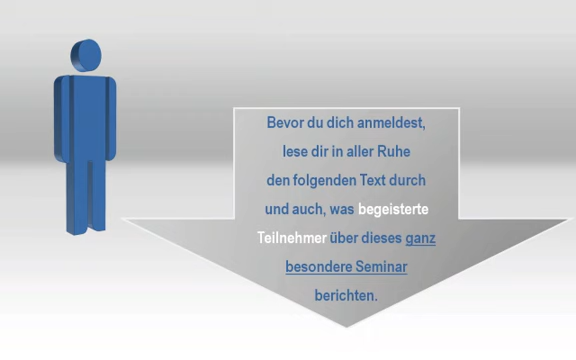 Bevor du dich anmeldest,
lese dir in aller Ruhe
den folgenden Text durch
und auch, was begeisterte
Teilnehmer über dieses ganz
besondere Seminar
berichten.